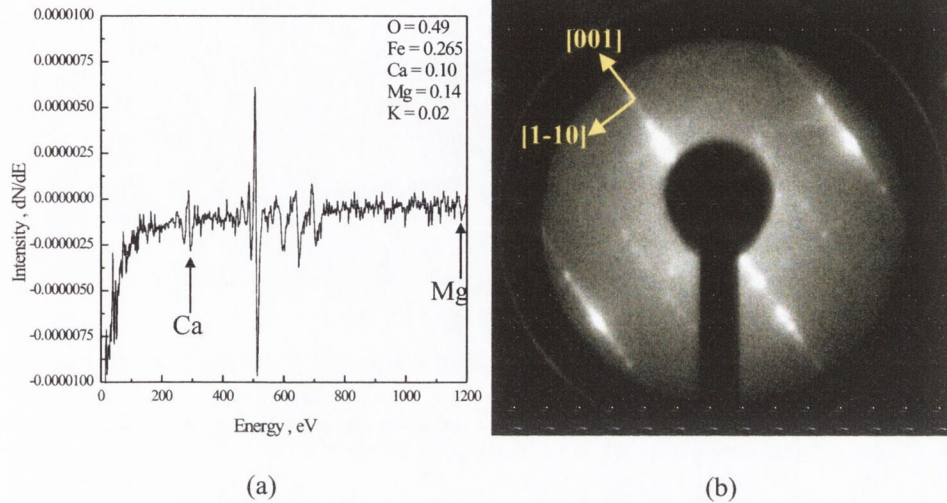 0.0000100
0.0000075
0.0000050
0.0000025
0.0000000
-0.0000025
-0.0000050
-0.0000075
-0.0000100
Intensity , dN/dE
O = 0.49
Fe = 0.265
Ca = 0.10
Mg = 0.14
K = 0.02
Ca
Mg
0 200 400 600 800 1000 1200
Energy , eV
(a)
[001]
[1-10]
(b)